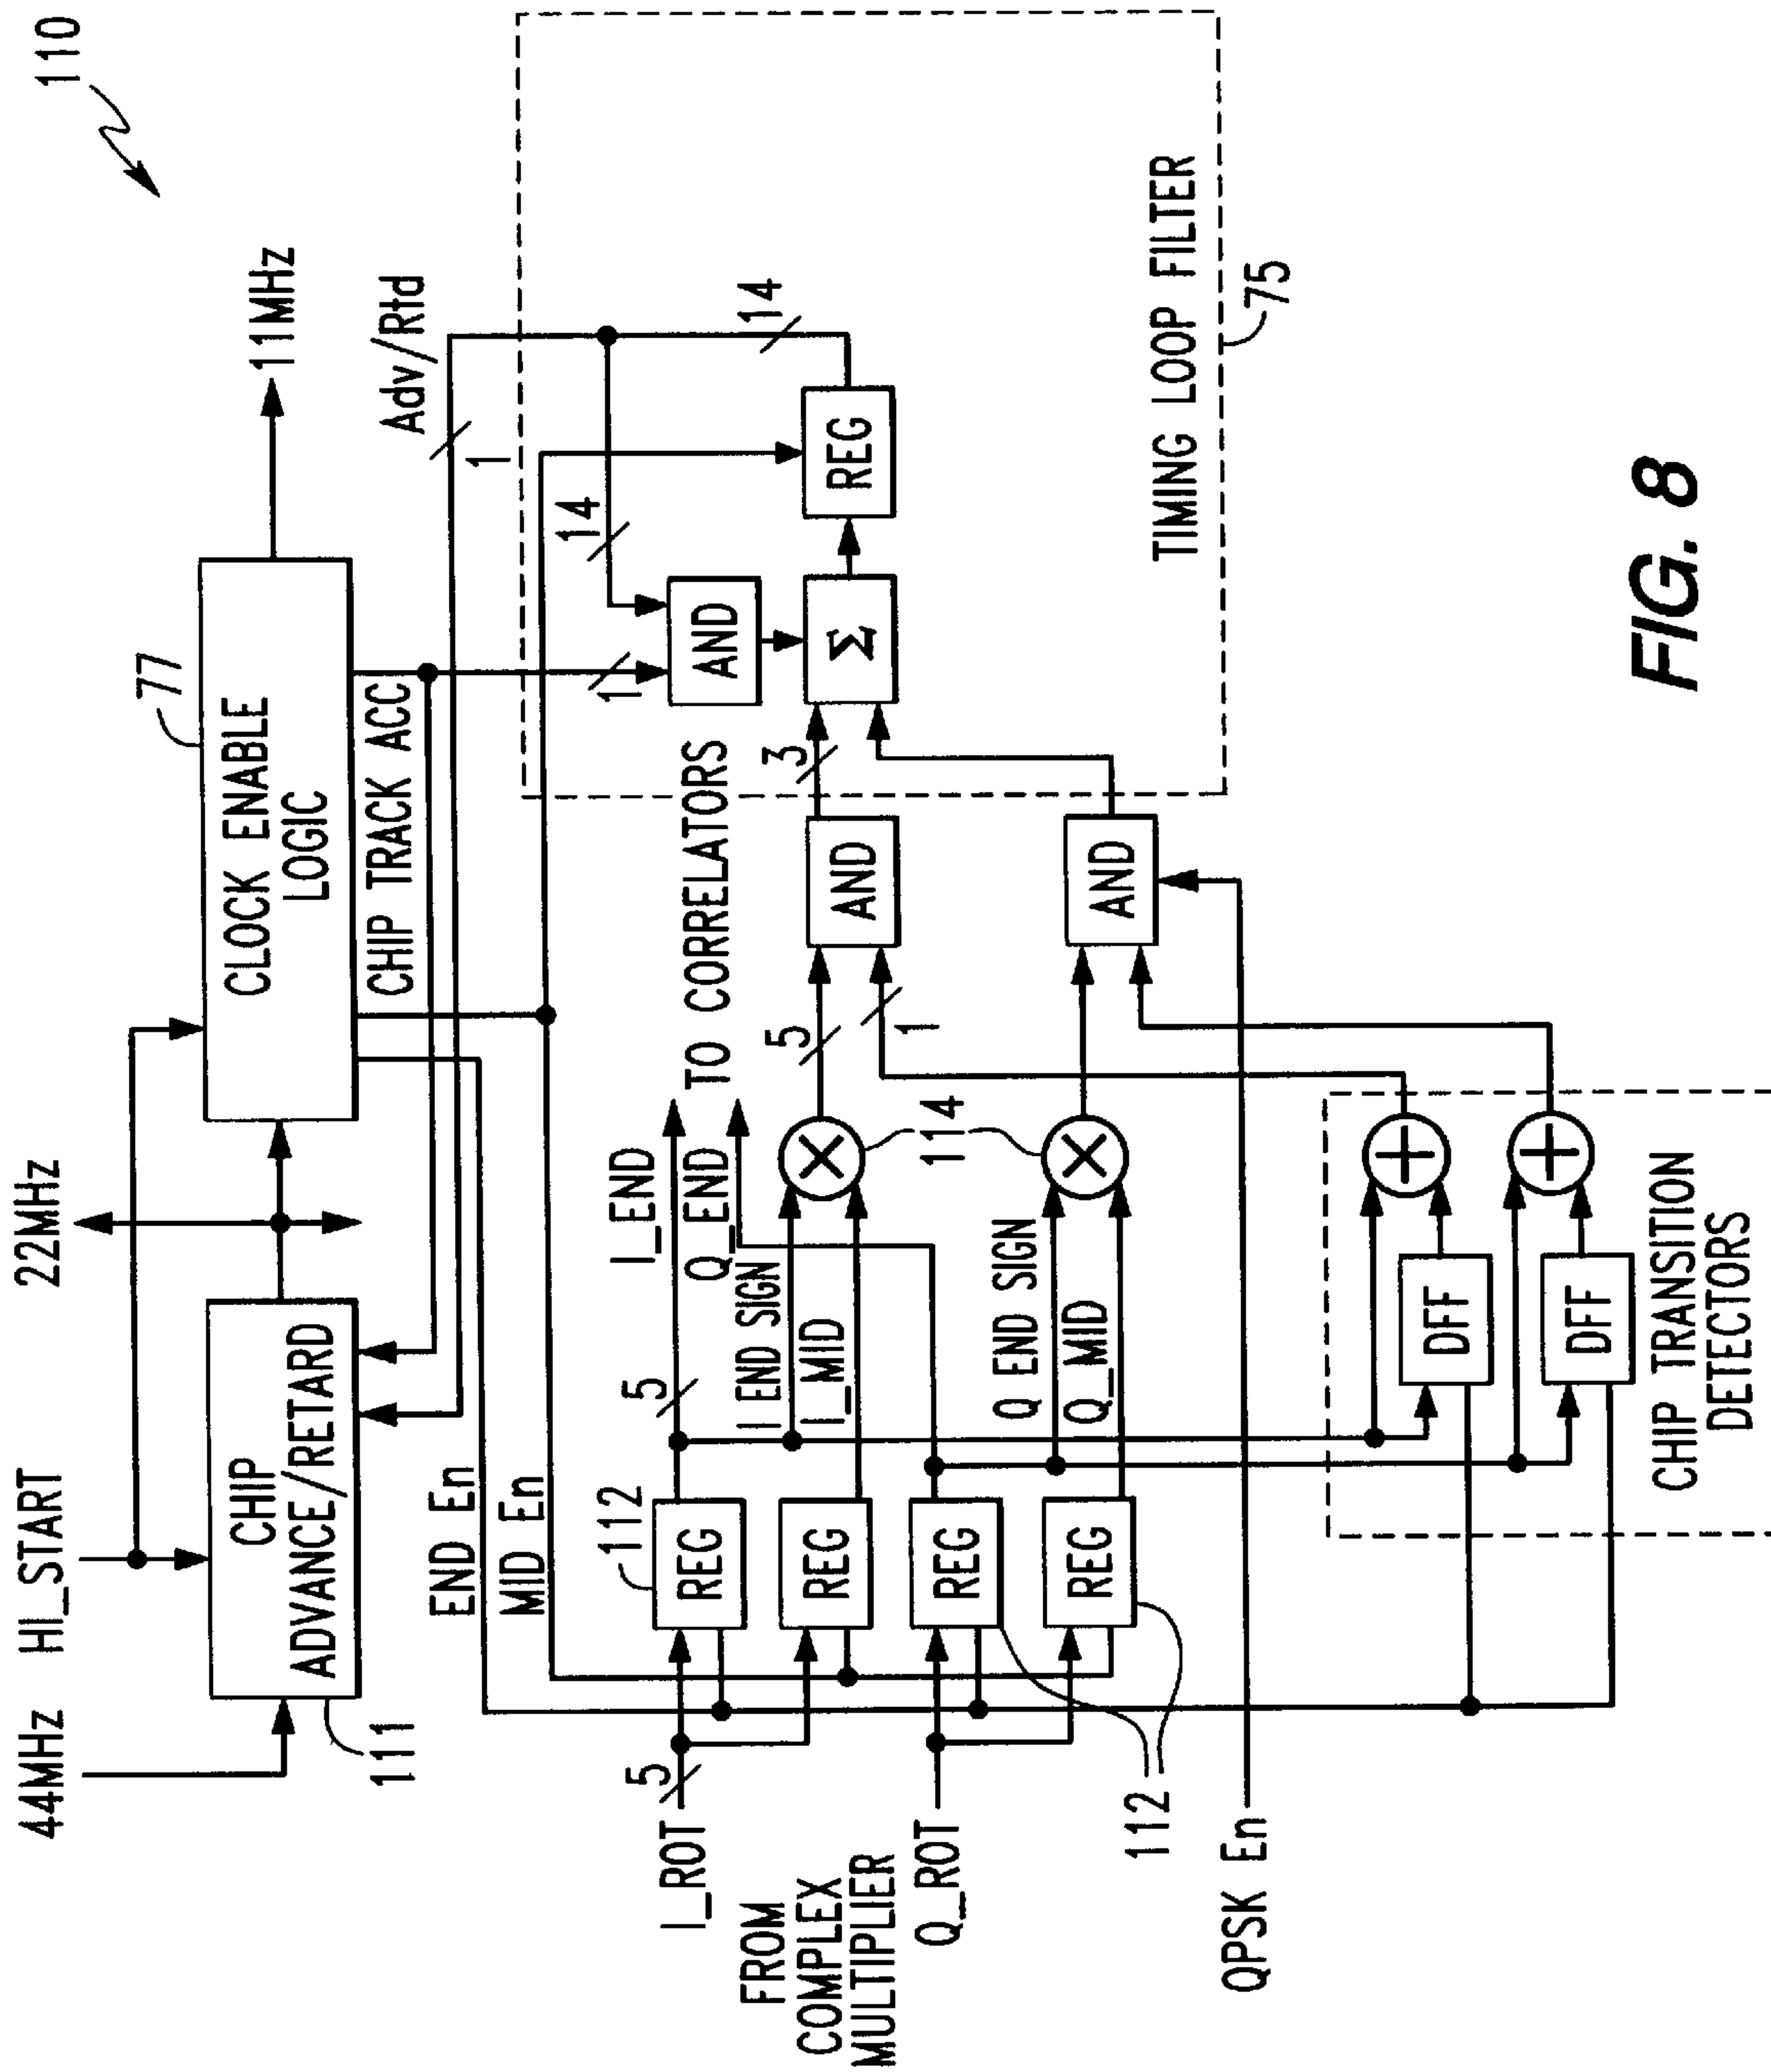 110
44MHz
HI_START
22MHz
11MHz
111
CHIP
ADVANCE/RETARD
77
CLOCK ENABLE
LOGIC
CHIP TRACK ACC
Adv/Rtd
1
END En
MID En
14
14
1
AND
Σ
REG
3
TIMING LOOP FILTER
75
I_END
Q_END
TO CORRELATORS
5
I_ROT
5
112
REG
REG
REG
REG
112
I END SIGN
I_MID
Q END SIGN
Q_MID
114
5
1
AND
AND
FROM
COMPLEX
MULTIPLIER
Q_ROT
QPSK En
DFF
DFF
CHIP TRANSITION
DETECTORS
FIG. 8